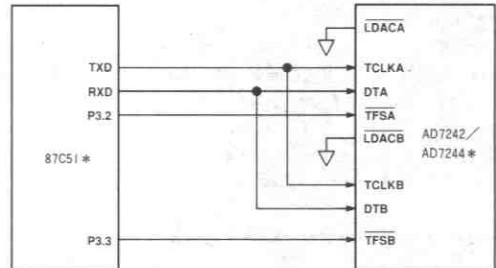 LDACA
TXD
TCLKA
RXD
DTA
P3.2
TFSA
LDACB
AD7242/
AD7244*
87C51*
TCLKB
DTB
P3.3
TFSB